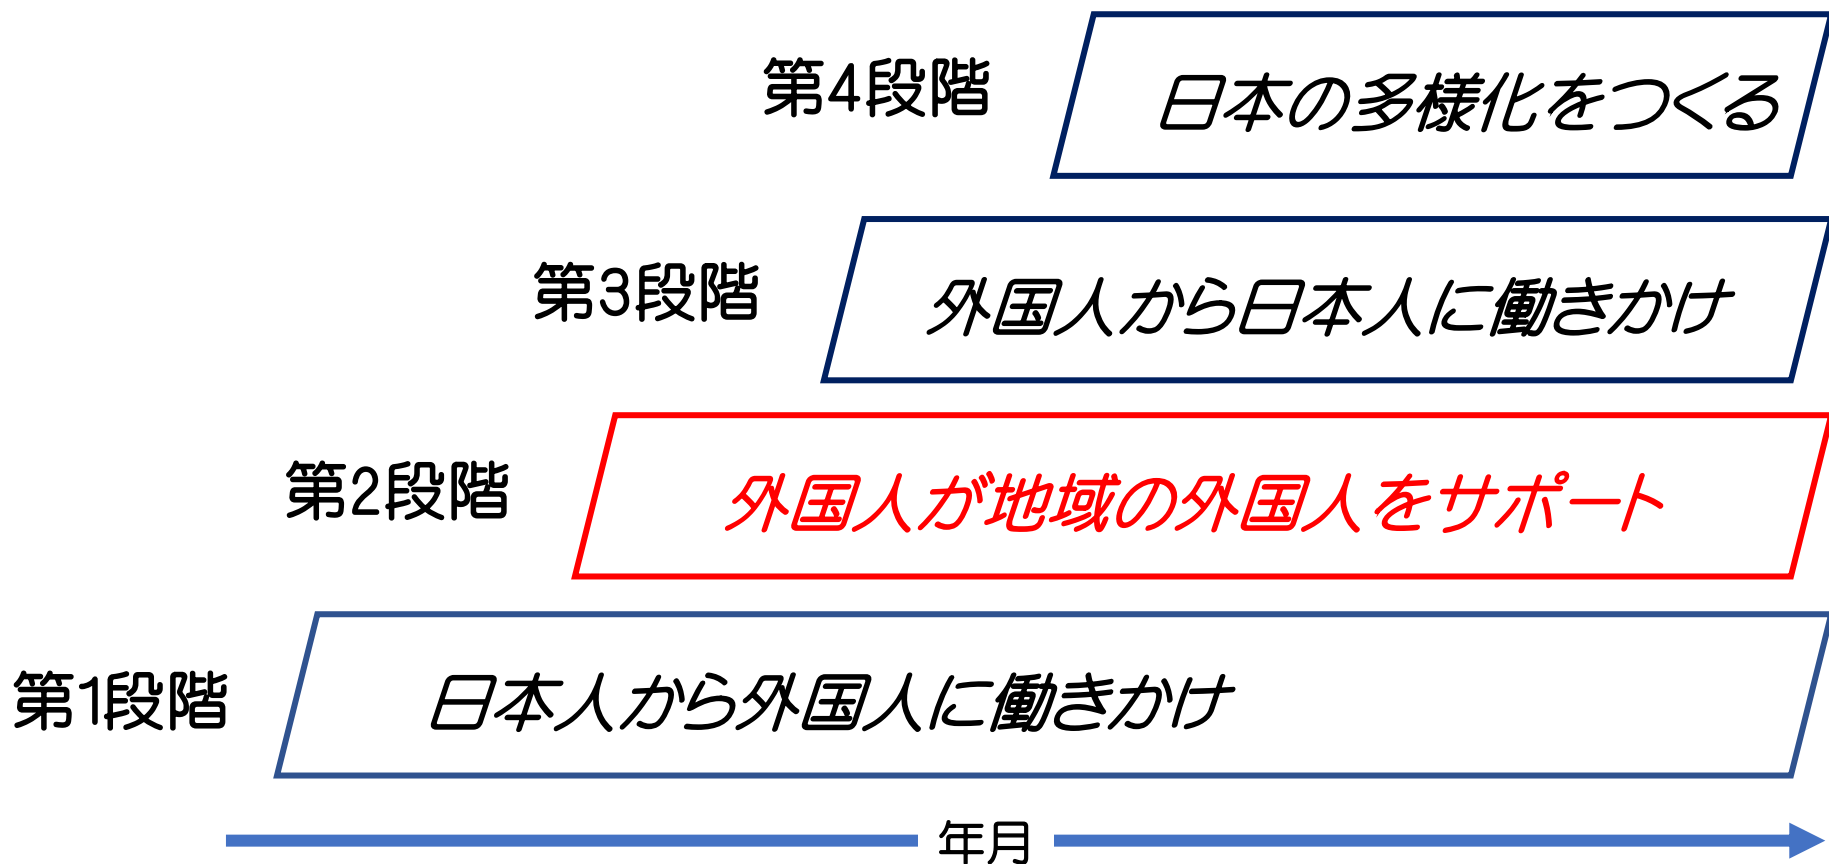 第4段階
日本の多様化をつくる
第3段階
外国人から日本人に働きかけ
第2段階
外国人が地域の外国人をサポート
第1段階
日本人から外国人に働きかけ
年月